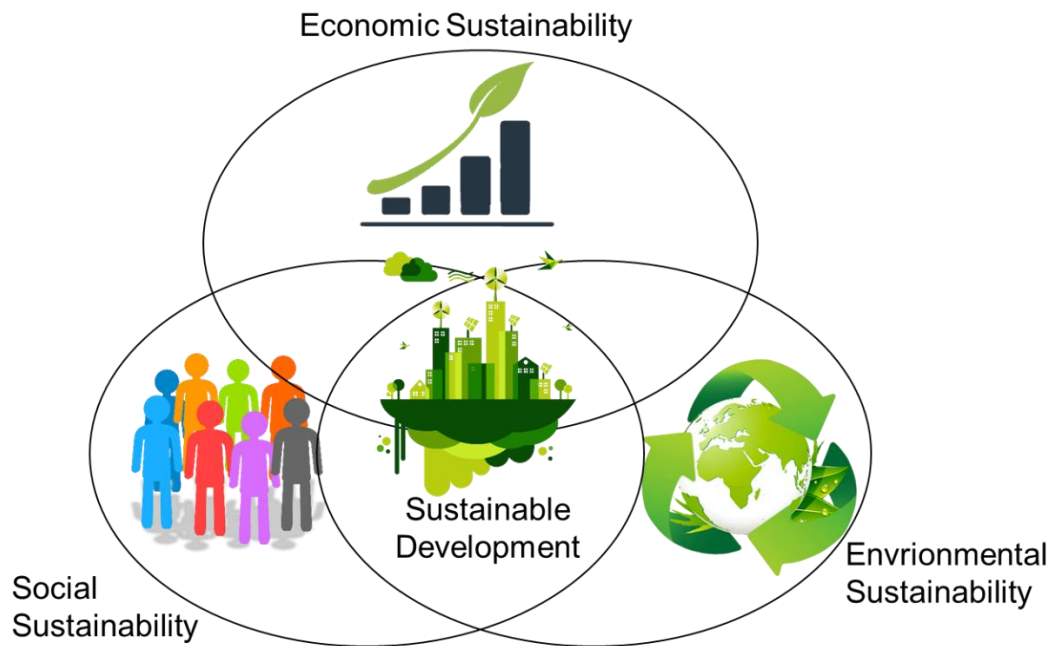 Economic Sustainability
Sustainable
Development
Social
Sustainability
Envrionmental
Sustainability